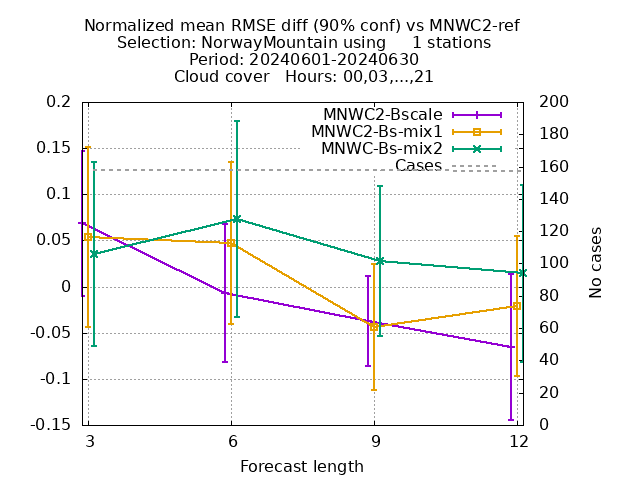 Normalized mean RMSE diff (90% conf) vs MNWC2-ref
Selection: NorwayMountain using 1 stations
Period: 20240601-20240630
Cloud cover Hours: 00,03,...,21
MNWC2-Bscale
MNWC2-Bs-mix1
MNWC-Bs-mix2
Cases
0.2
0.15
0.1
0.05
0
-0.05
-0.1
-0.15
200
180
160
140
120
100
80
60
40
20
0
No cases
3 6 9 12
Forecast length